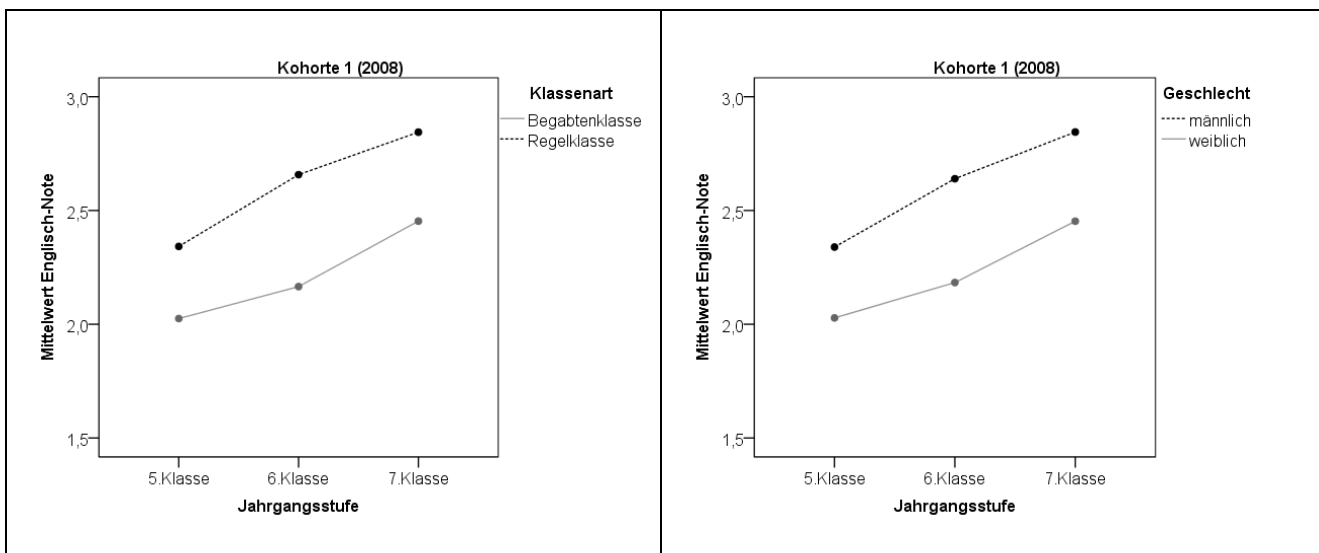 Kohorte 1 (2008)
3,0
2,5
2,0
1,5
Mittelwert Englisch-Note
5.Klasse
6.Klasse
7.Klasse
Jahrgangsstufe
Klassenart
Begabtenklasse
Regelklasse
Kohorte 1 (2008)
3,0
2,5
2,0
1,5
Mittelwert Englisch-Note
5.Klasse
6.Klasse
7.Klasse
Jahrgangsstufe
Geschlecht
männlich
weiblich